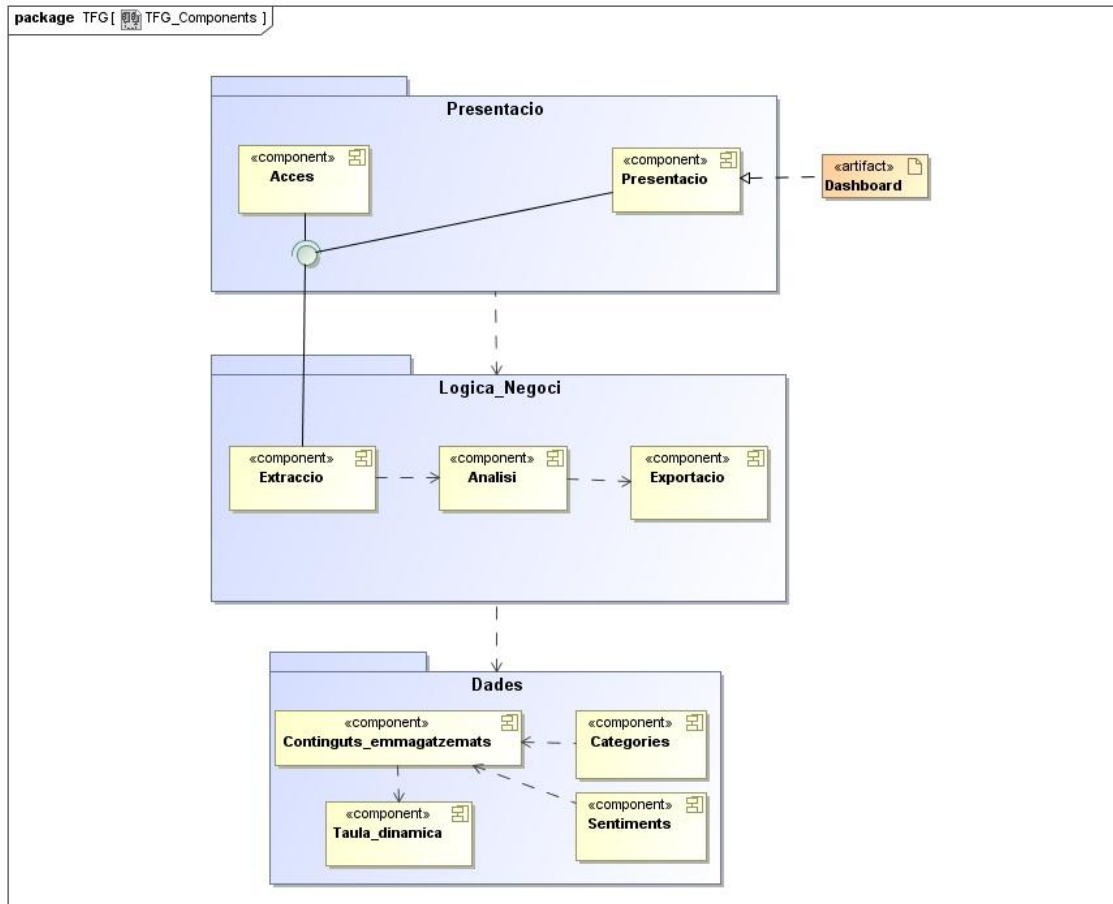 package TFG [ TFG_Components ]
Presentacio
«component»
Acces
«component»
Presentacio
«artifact»
Dashboard
Logica_Negoci
«component»
Extraccio
«component»
Analisi
«component»
Exportacio
Dades
«component»
Continguts_emmagatzemats
«component»
Categories
«component»
Taula_dinamica
«component»
Sentiments